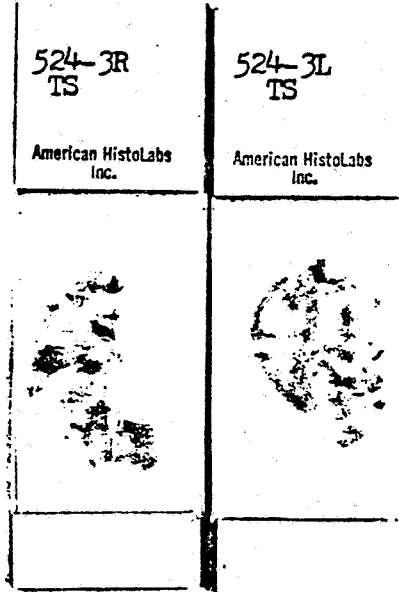 524-3R
TS
American HistoLabs
Inc.
524-3L
TS
American HistoLabs
Inc.